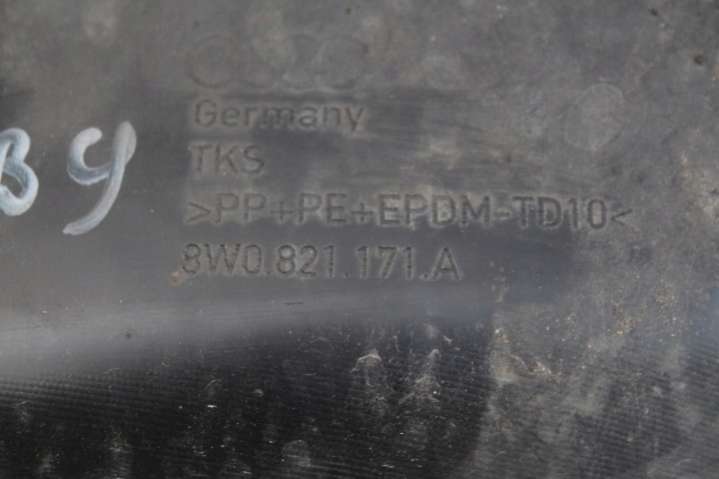 Germany
TKS
>PP+PE+EPDM-TD10<
8W0.821.171.A
B9